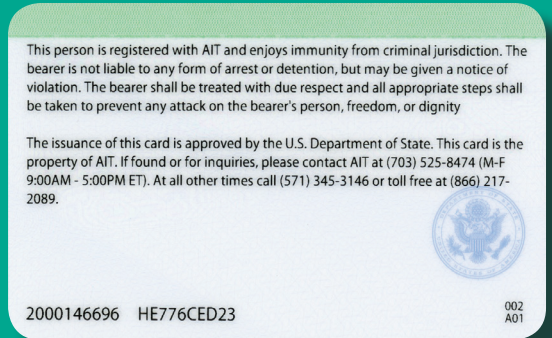 This person is registered with AIT and enjoys immunity from criminal jurisdiction. The
bearer is not liable to any form of arrest or detention, but may be given a notice of
violation. The bearer shall be treated with due respect and all appropriate steps shall
be taken to prevent any attack on the bearer's person, freedom, or dignity
The issuance of this card is approved by the U.S. Department of State. This card is the
property of AIT. If found or for inquiries, please contact AIT at (703) 525-8474 (M-F
9:00AM - 5:00PM ET). At all other times call (571) 345-3146 or toll free at (866) 217-
2089.
2000146696 HE776CED23
002
A01